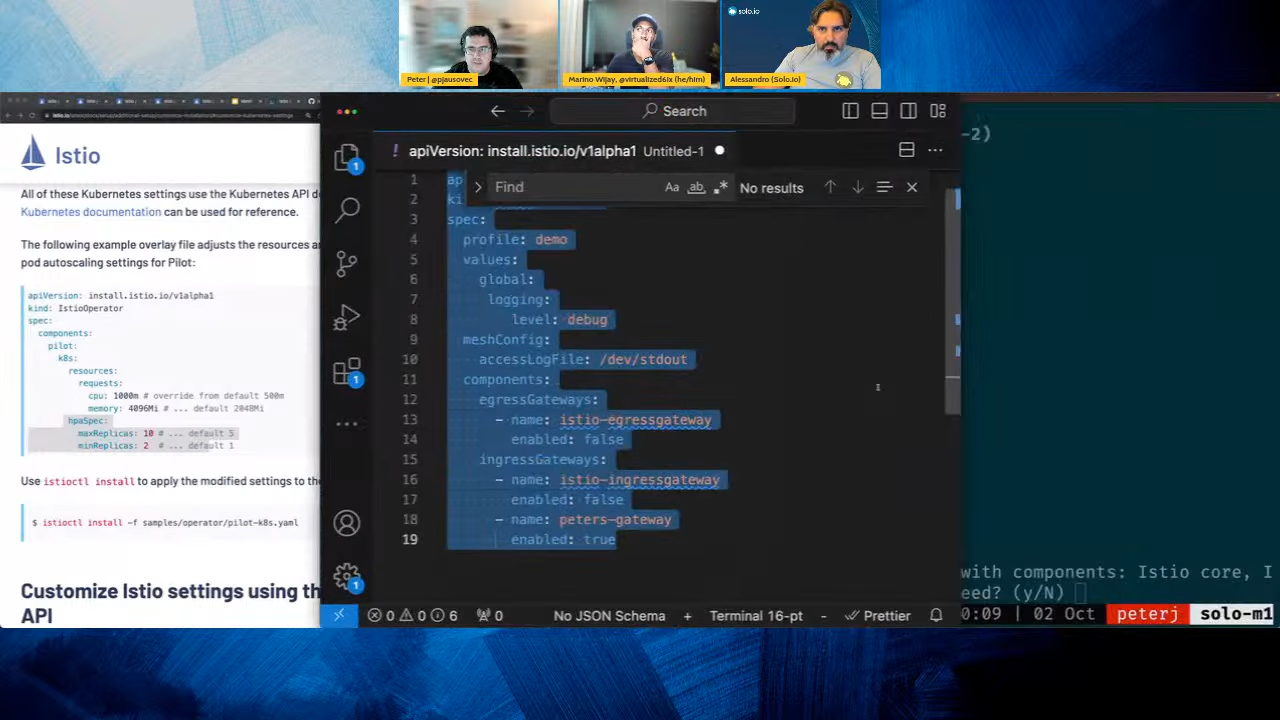 Peter | @pjausovec
Marino Wijay, @virtualized6ix (he/him)
solo.io
Alessandro (Solo.io)
Istio
All of these Kubernetes settings use the Kubernetes API
Kubernetes documentation can be used for reference.
The following example overlay file adjusts the resources
pod autoscaling settings for Pilot:
apiVersion: install.istio.io/v1alpha1
kind: IstioOperator
spec:
components:
pilot:
k8s:
resources:
requests:
cpu: 1000m # override from default 500m
memory: 4096Mi # ... default 2048Mi
hpaSpec:
maxReplicas: 10 # ... default 5
minReplicas: 2 # ... default 1
Use istioctl install to apply the modified settings to the
$ istioctl install -f samples/operator/pilot-k8s.yaml
Customize Istio settings using th
API
Search
! apiVersion: install.istio.io/v1alpha1 Untitled-1
Find
Aa ab .* No results
1 ap
2 ki
3 spec:
4 profile: demo
5 values:
6 global:
7 logging:
8 level: debug
9 meshConfig:
10 accessLogFile: /dev/stdout
11 components:
12 egressGateways:
13 - name: istio-egressgateway
14 enabled: false
15 ingressGateways:
16 - name: istio-ingressgateway
17 enabled: false
18 - name: peters-gateway
19 enabled: true
1
1
1
0 0 6 0 No JSON Schema + Terminal 16-pt - Prettier
-2)
with components: Istio core, I
eed? (y/N)
0:09 | 02 Oct peterj solo-m1